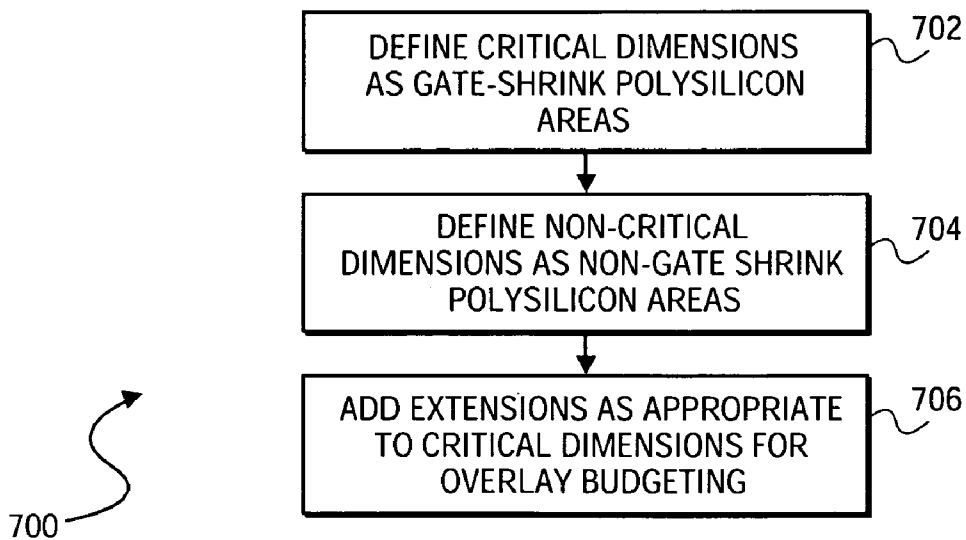 702
DEFINE CRITICAL DIMENSIONS
AS GATE-SHRINK POLYSILICON
AREAS
704
DEFINE NON-CRITICAL
DIMENSIONS AS NON-GATE SHRINK
POLYSILICON AREAS
706
ADD EXTENSIONS AS APPROPRIATE
TO CRITICAL DIMENSIONS FOR
OVERLAY BUDGETING
700